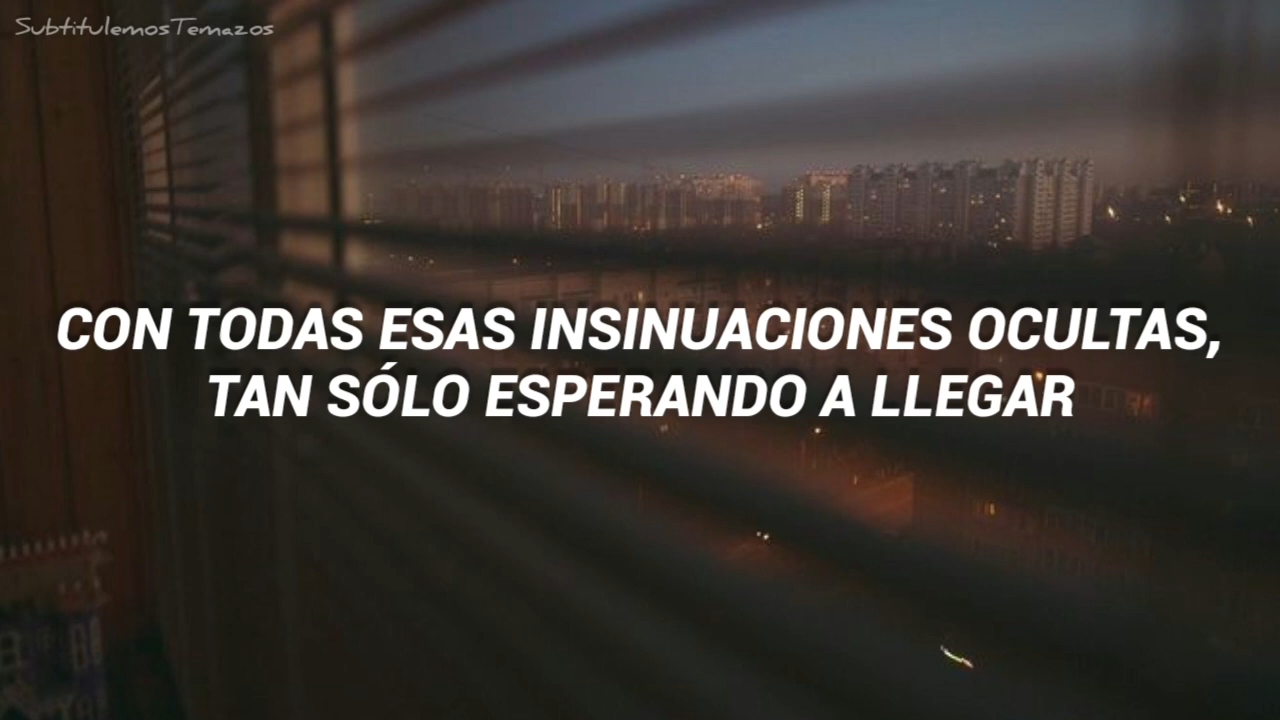 SubtitulemosTemazos
CON TODAS ESAS INSINUACIONES OCULTAS,
TAN SÓLO ESPERANDO A LLEGAR